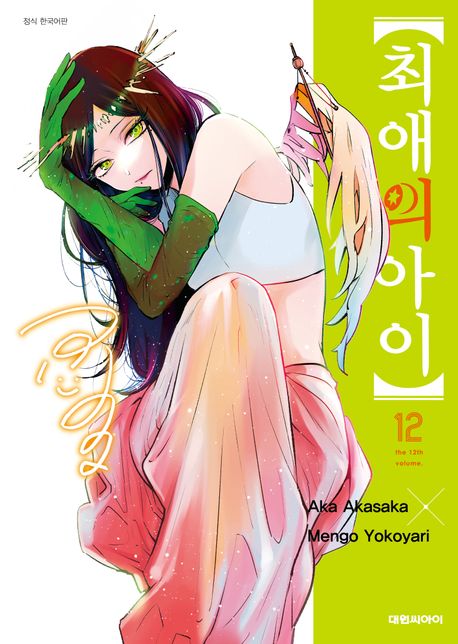 정식 한국어판
【최애의 아이】
12
the 12th
volume.
Aka Akasaka
Mengo Yokoyari
대원씨아이